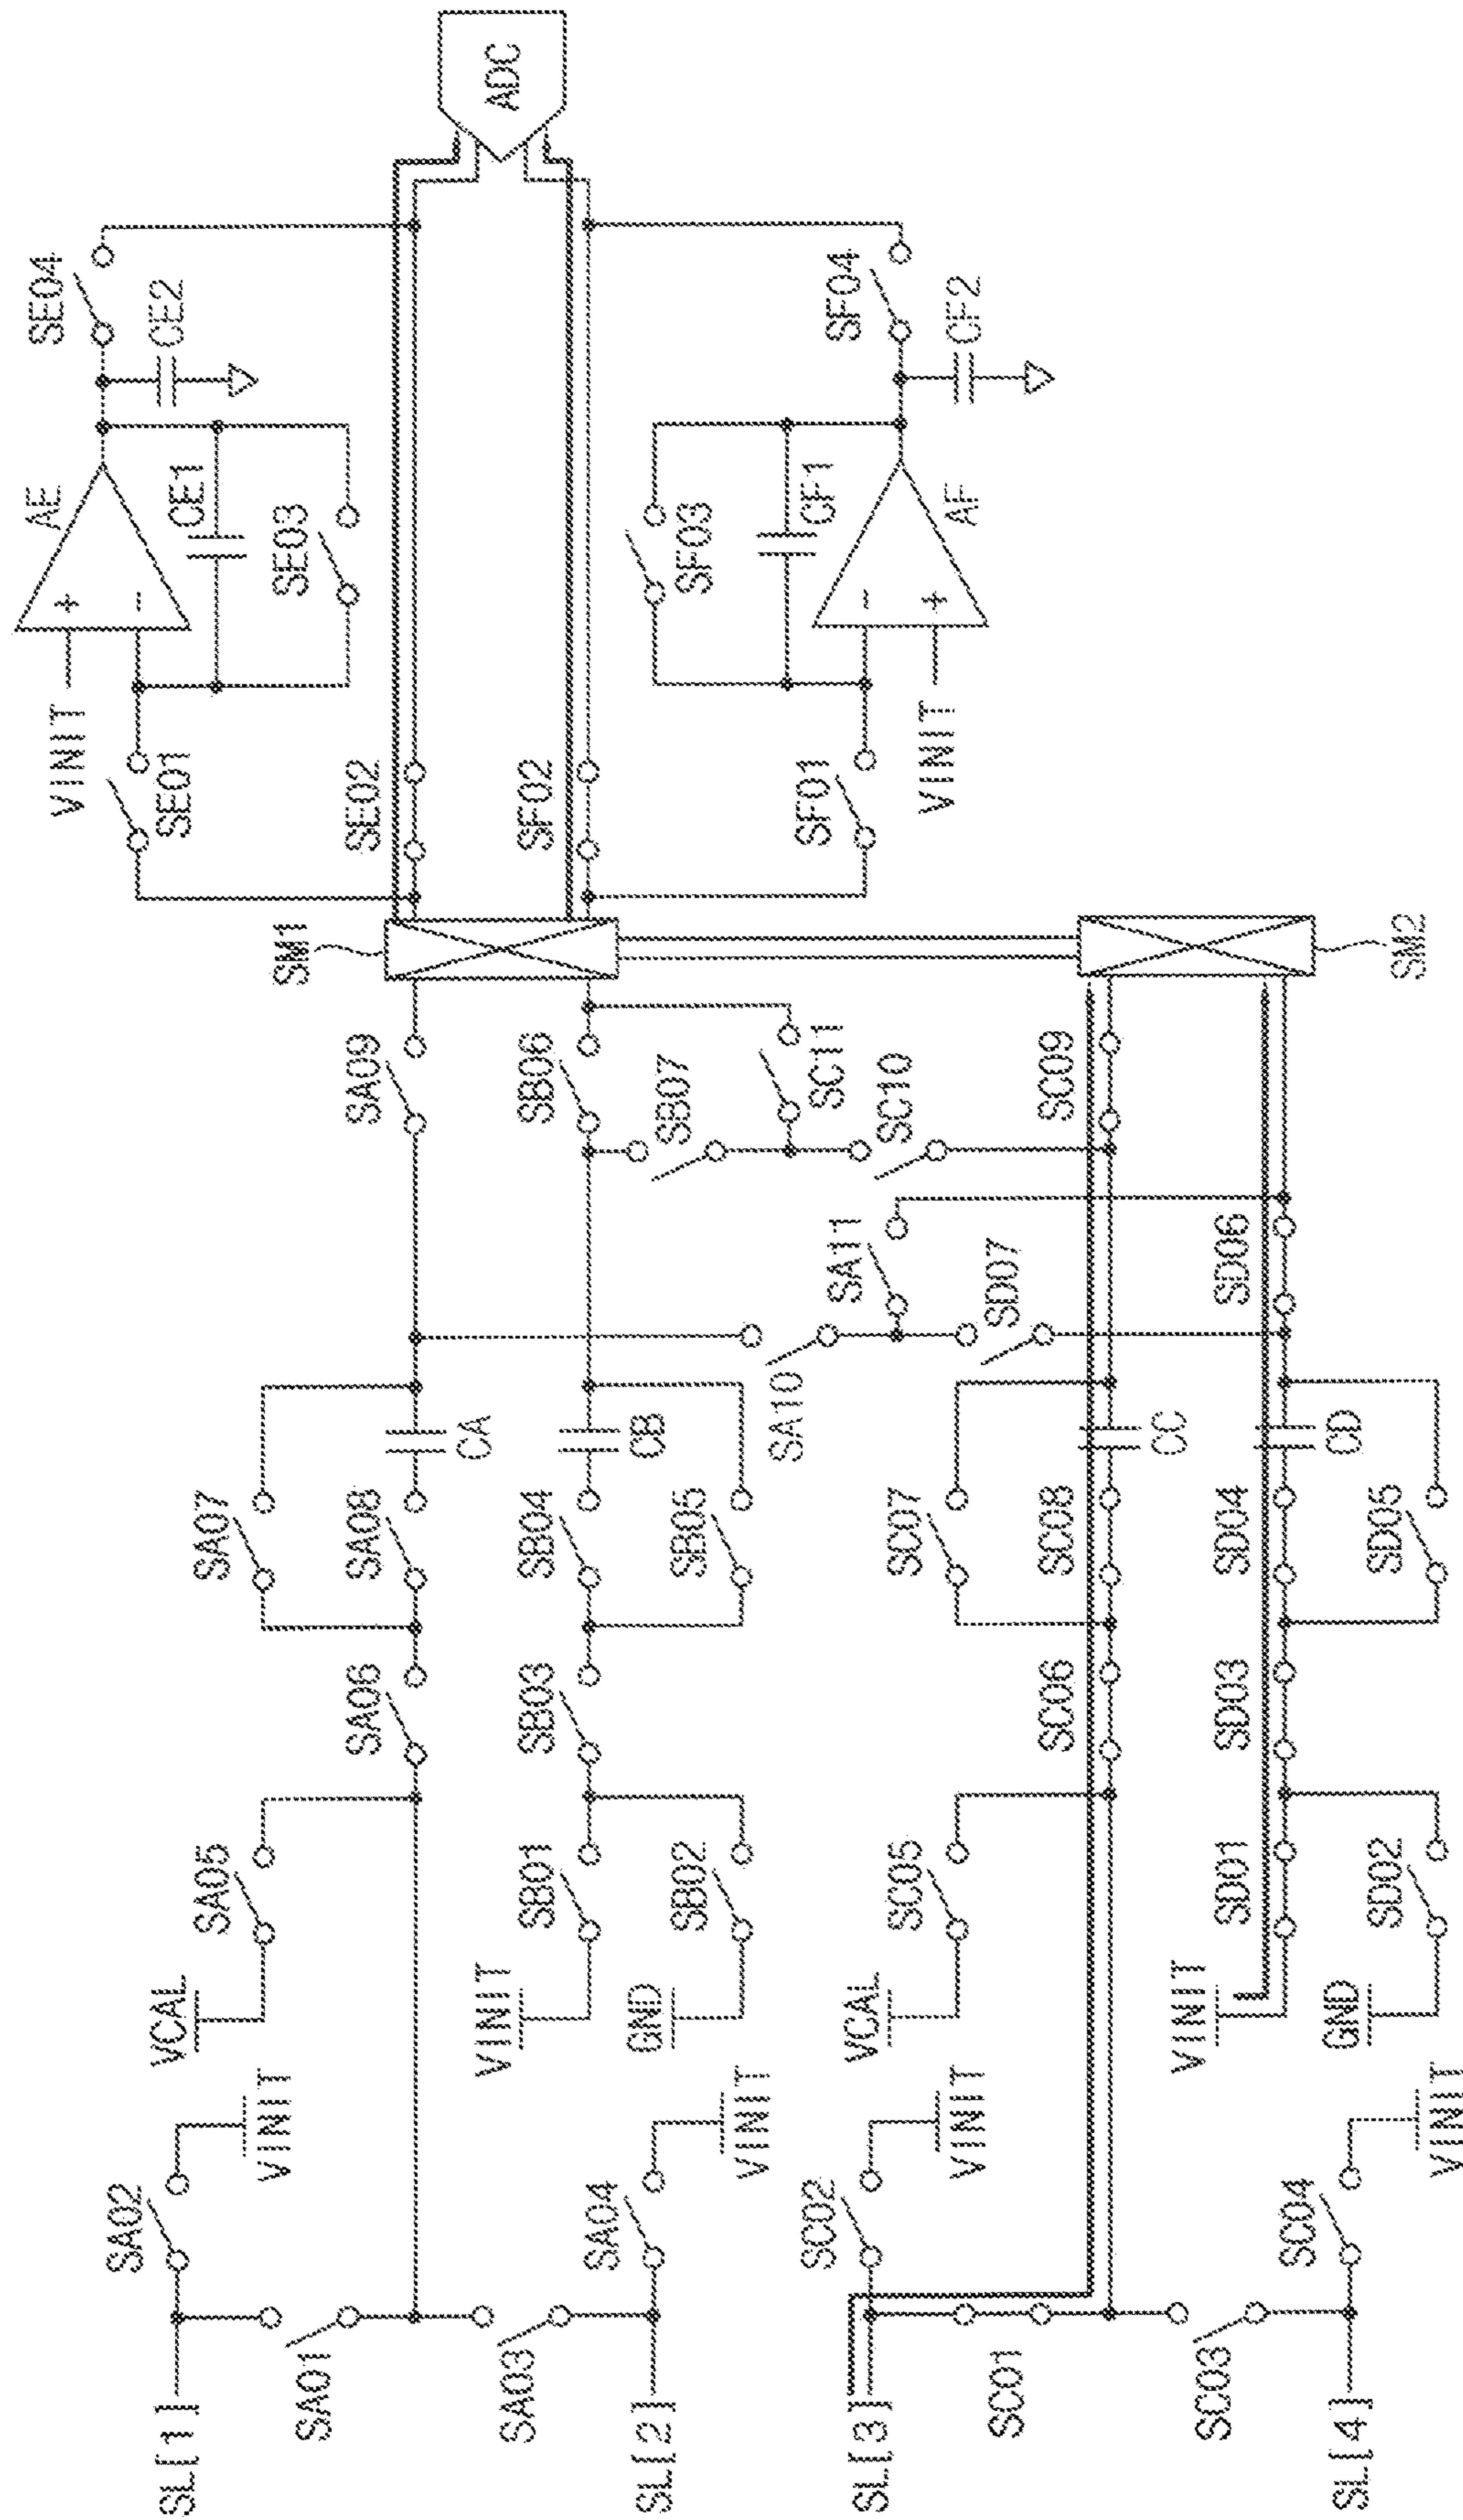 SL[1]
SA01
SA02
VINIT
SA03
SL[2]
SA04
VINIT
VCAL
SA05
SA06
SA07
SA08
CA
SA09
VINIT
SB01
GND
SB02
SB03
SB04
SB05
CB
SB06
SB07
SC11
SC10
SA10
SA11
SD07
SL[3]
SC01
SC02
VINIT
SC03
SL[4]
SC04
VINIT
VCAL
SC05
SC06
SC07
SC08
CC
SC09
VINIT
SD01
GND
SD02
SD03
SD04
SD05
CD
SD06
SM1
SM2
SE01
VINIT
+
-
AE
CE1
SE03
CE2
SE04
SE02
SF02
SF01
VINIT
-
+
AF
CF1
SF03
CF2
SF04
ADC